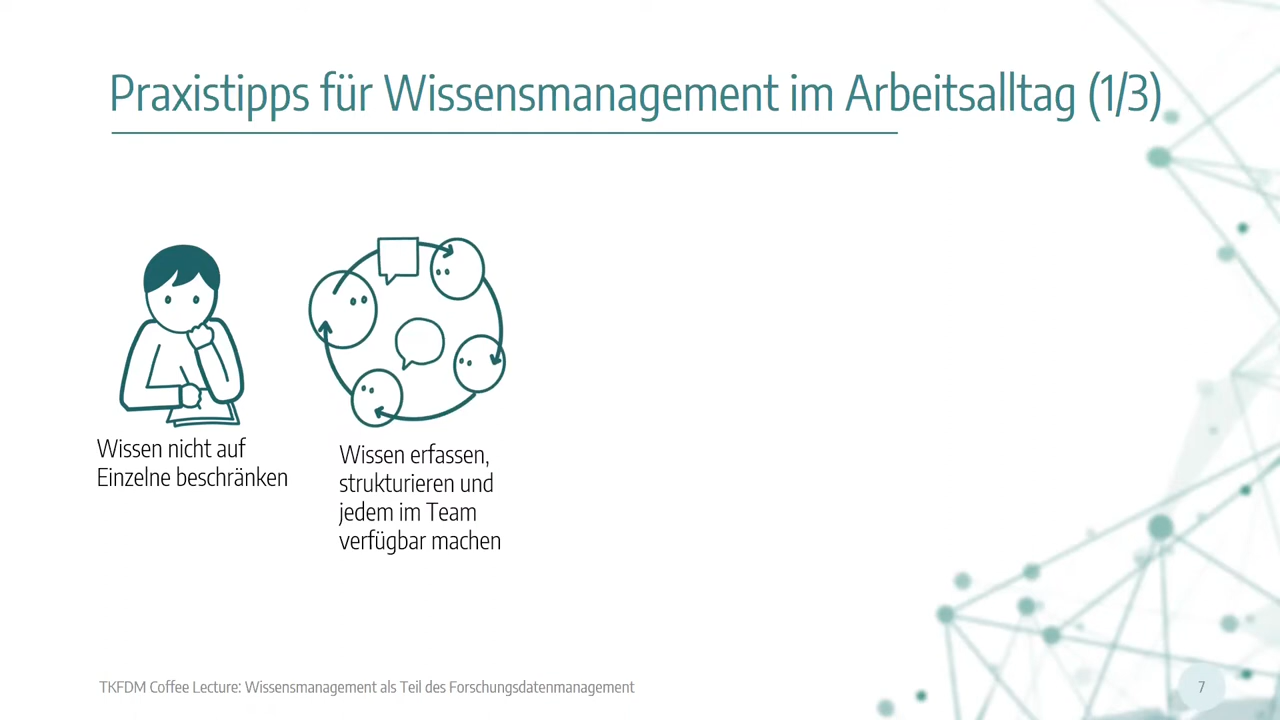 Praxistipps für Wissensmanagement im Arbeitsalltag (1/3)
Wissen nicht auf
Einzelne beschränken
Wissen erfassen,
strukturieren und
jedem im Team
verfügbar machen
TKFDM Coffee Lecture: Wissensmanagement als Teil des Forschungsdatenmanagement
7